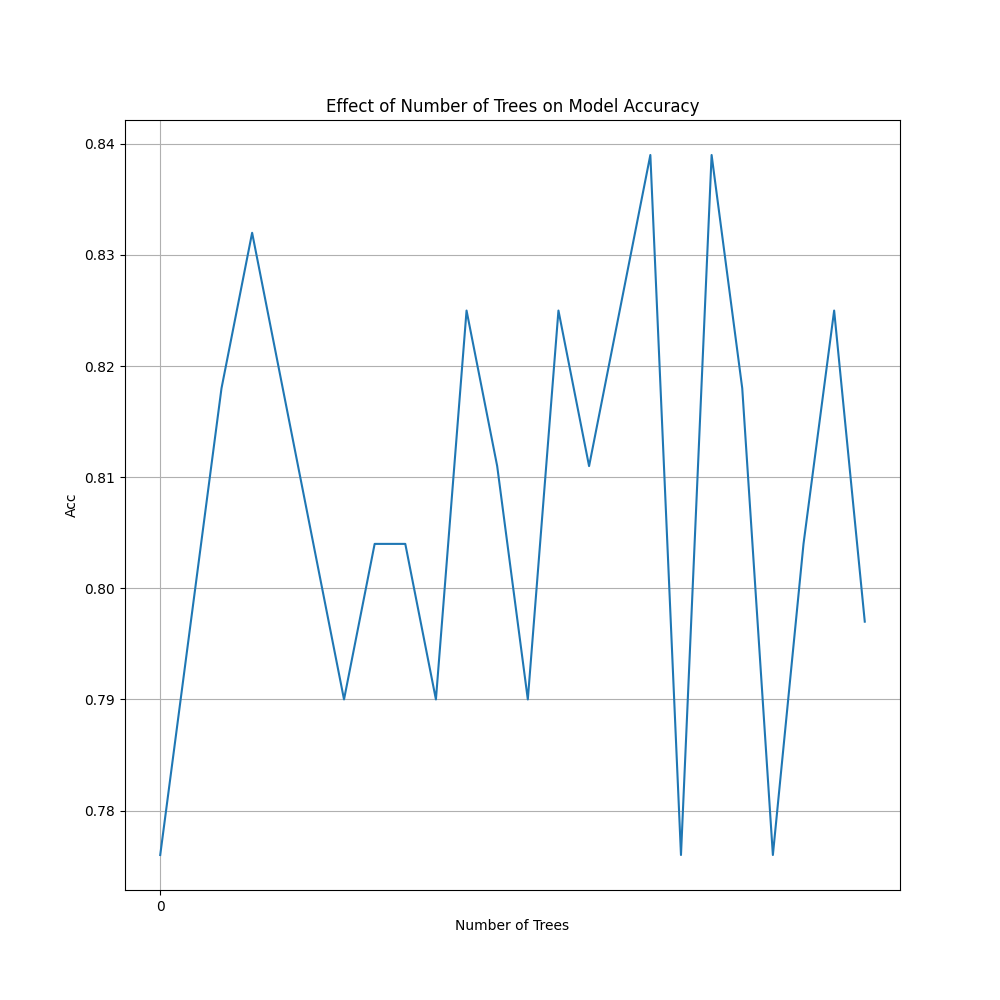 Effect of Number of Trees on Model Accuracy
0.84
0.83
0.82
0.81
0.80
0.79
0.78
Acc
0
Number of Trees